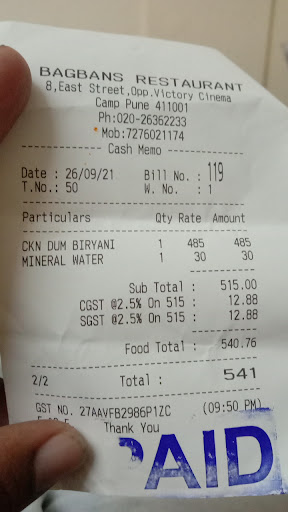 BAGBANS RESTAURANT
8,East Street,Opp.Victory Cinema
Camp Pune 411001
Ph:020-26362233
Mob:7276021174
Cash Memo
Date : 26/09/21 Bill No. : 119
T.No.: 50 W. No. : 1
Particulars Qty Rate Amount
CKN DUM BIRYANI 1 485 485
MINERAL WATER 1 30 30
Sub Total : 515.00
CGST @2.5% On 515 : 12.88
SGST @2.5% On 515 : 12.88
Food Total : 540.76
2/2 Total : 541
GST NO. 27AAVFB2986P1ZC (09:50 PM)
Thank You
PAID